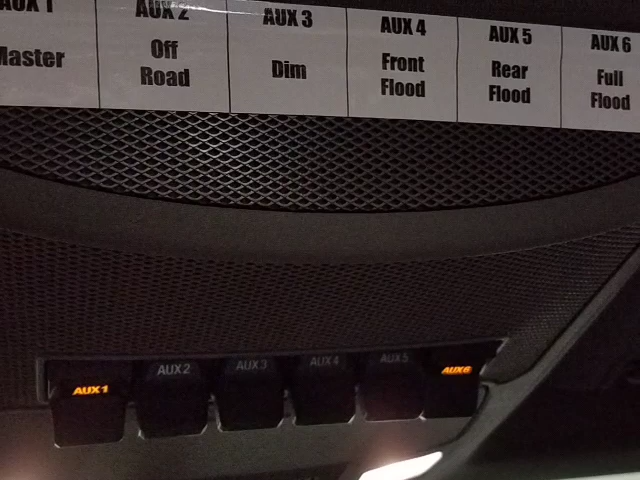 AUX 1
Master
AUX 2
Off
Road
AUX 3
Dim
AUX 4
Front
Flood
AUX 5
Rear
Flood
AUX 6
Full
Flood
AUX1 AUX2 AUX3 AUX4 AUX5 AUX6